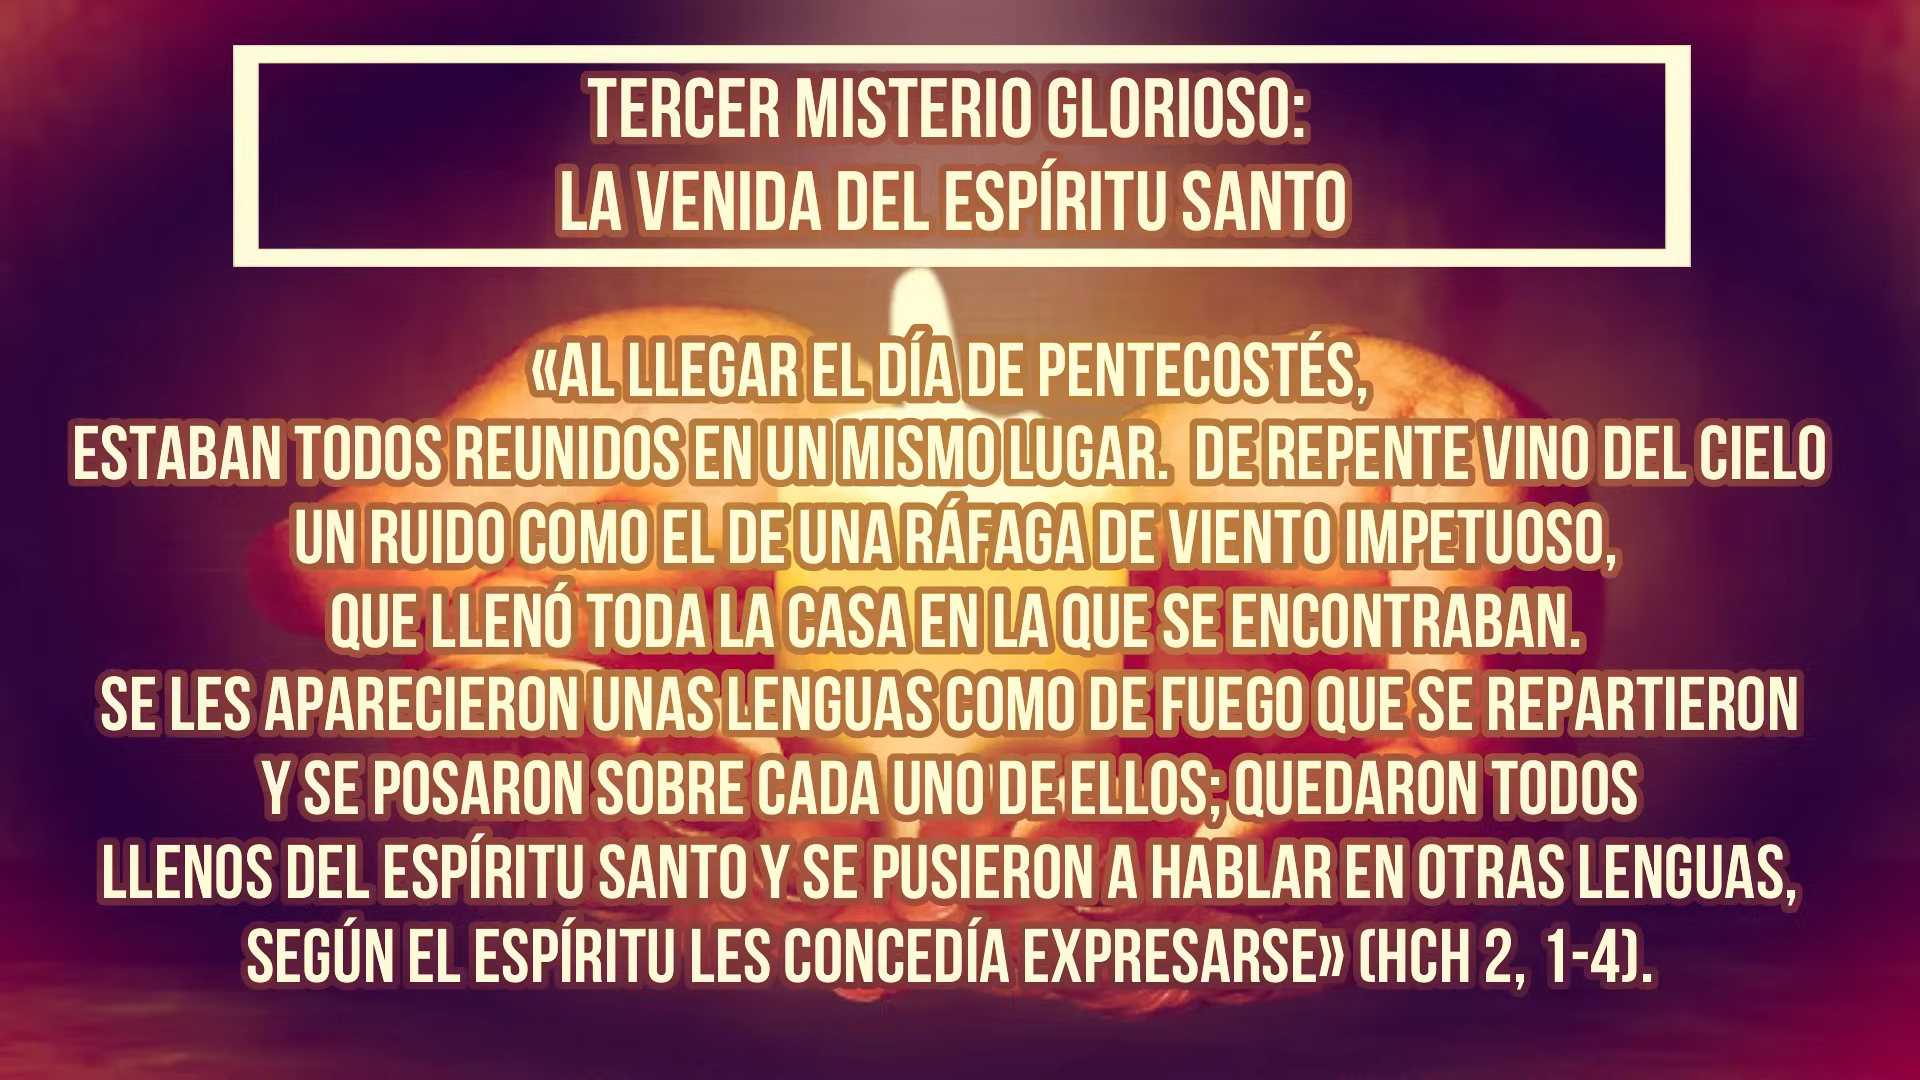 TERCER MISTERIO GLORIOSO:
LA VENIDA DEL ESPÍRITU SANTO
«AL LLEGAR EL DÍA DE PENTECOSTÉS,
ESTABAN TODOS REUNIDOS EN UN MISMO LUGAR. DE REPENTE VINO DEL CIELO
UN RUIDO COMO EL DE UNA RÁFAGA DE VIENTO IMPETUOSO,
QUE LLENÓ TODA LA CASA EN LA QUE SE ENCONTRABAN.
SE LES APARECIERON UNAS LENGUAS COMO DE FUEGO QUE SE REPARTIERON
Y SE POSARON SOBRE CADA UNO DE ELLOS; QUEDARON TODOS
LLENOS DEL ESPÍRITU SANTO Y SE PUSIERON A HABLAR EN OTRAS LENGUAS,
SEGÚN EL ESPÍRITU LES CONCEDÍA EXPRESARSE» (HCH 2, 1-4).